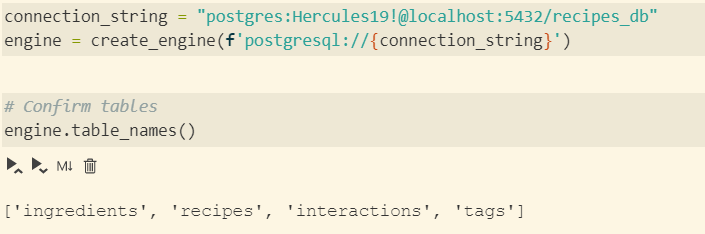 connection_string = "postgres:Hercules19!@localhost:5432/recipes_db"
engine = create_engine(f'postgresql://{connection_string}')
# Confirm tables
engine.table_names()
M↓
['ingredients', 'recipes', 'interactions', 'tags']